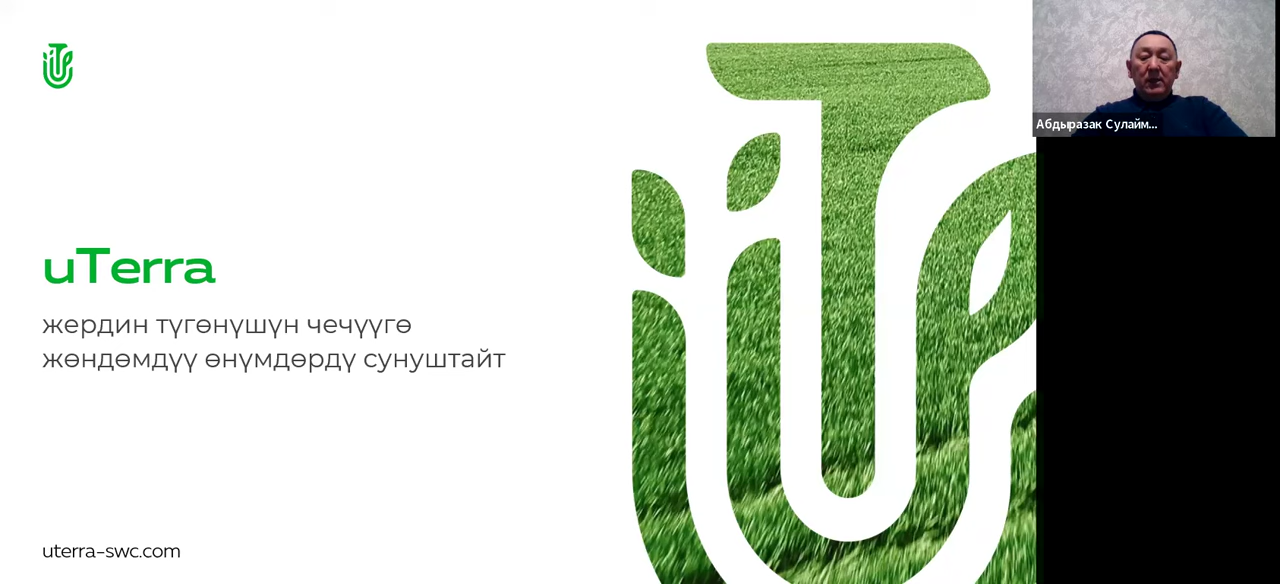 uTerra
жердин түгөнүшүн чечүүгө
жөндөмдүү өнүмдөрдү сунуштайт
uterra-swc.com
Абдыразак Сулайм...